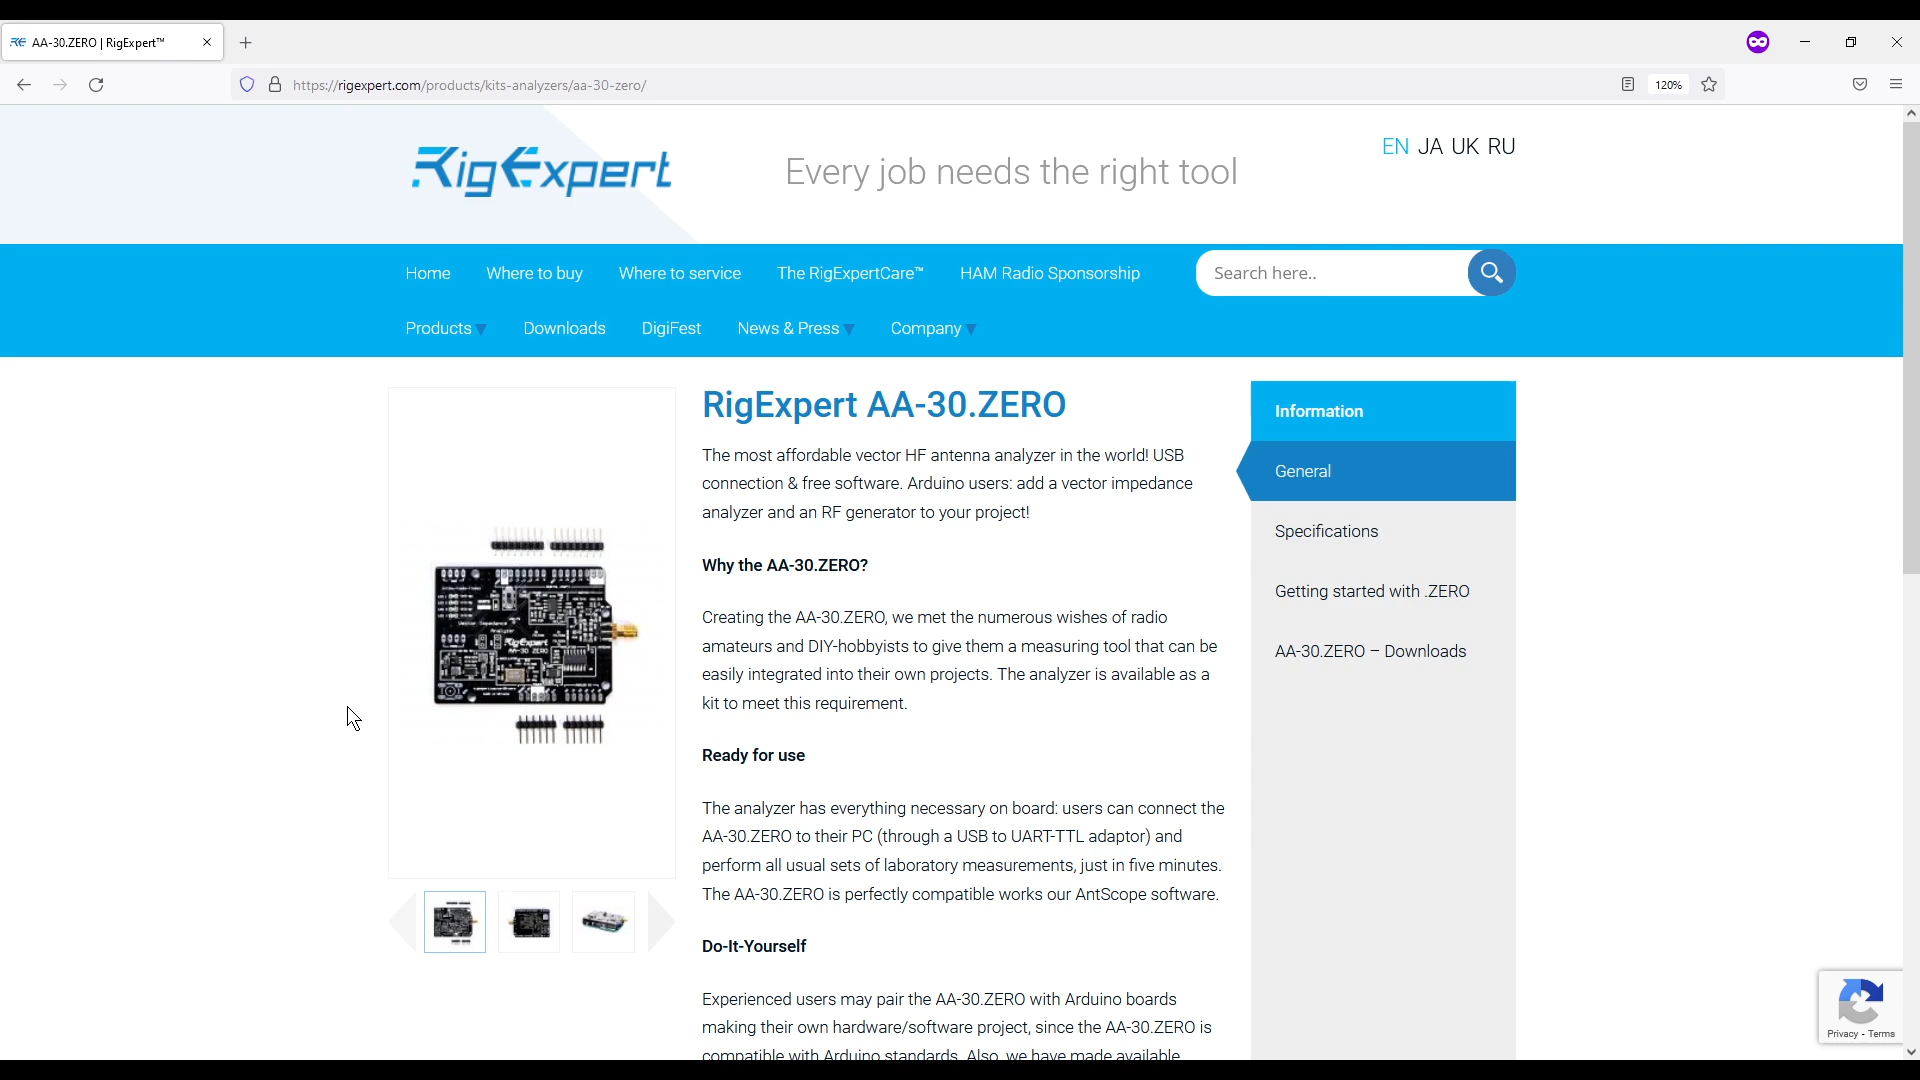 AA-30.ZERO | RigExpert™
https://rigexpert.com/products/kits-analyzers/aa-30-zero/
120%
RigExpert
Every job needs the right tool
EN JA UK RU
Home Where to buy Where to service The RigExpertCare™ HAM Radio Sponsorship
Search here..
Products Downloads DigiFest News & Press Company
RigExpert AA-30.ZERO
The most affordable vector HF antenna analyzer in the world! USB
connection & free software. Arduino users: add a vector impedance
analyzer and an RF generator to your project!
Why the AA-30.ZERO?
Creating the AA-30.ZERO, we met the numerous wishes of radio
amateurs and DIY-hobbyists to give them a measuring tool that can be
easily integrated into their own projects. The analyzer is available as a
kit to meet this requirement.
Ready for use
The analyzer has everything necessary on board: users can connect the
AA-30.ZERO to their PC (through a USB to UART-TTL adaptor) and
perform all usual sets of laboratory measurements, just in five minutes.
The AA-30.ZERO is perfectly compatible works our AntScope software.
Do-It-Yourself
Experienced users may pair the AA-30.ZERO with Arduino boards
making their own hardware/software project, since the AA-30.ZERO is
compatible with Arduino standards. Also, we have made available
Information
General
Specifications
Getting started with .ZERO
AA-30.ZERO – Downloads
RigExpert
AA-30 ZERO
Privacy - Terms